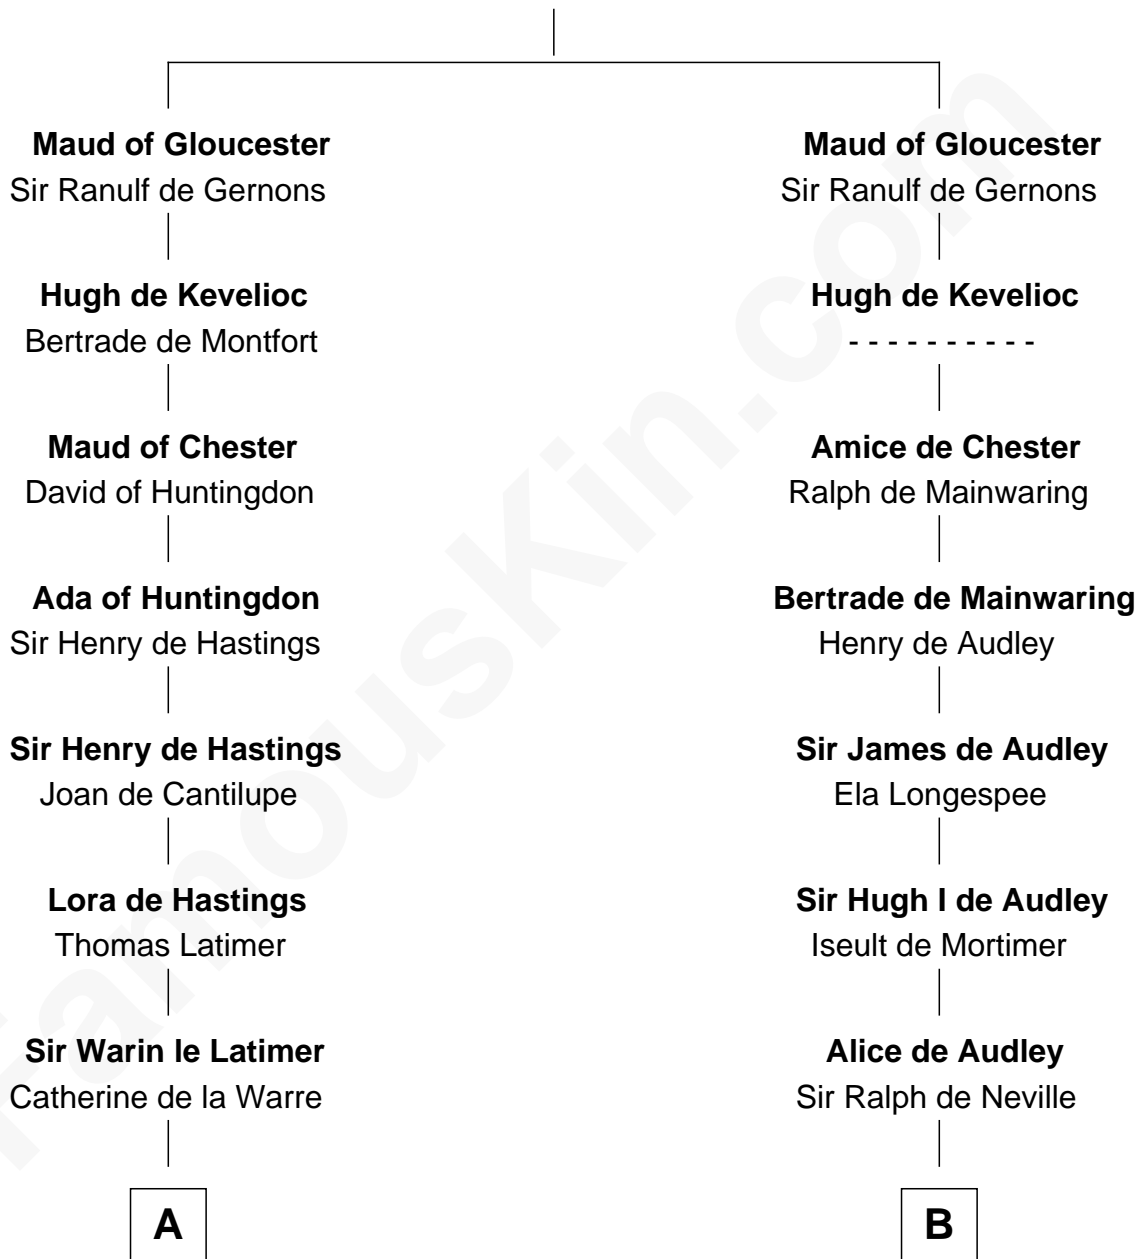 Maud of Gloucester
Sir Ranulf de Gernons
Hugh de Kevelioc
Bertrade de Montfort
Maud of Chester
David of Huntingdon
Ada of Huntingdon
Sir Henry de Hastings
Sir Henry de Hastings
Joan de Cantilupe
Lora de Hastings
Thomas Latimer
Sir Warin le Latimer
Catherine de la Warre
A
Maud of Gloucester
Sir Ranulf de Gernons
Hugh de Kevelioc
- - - - - - - - - -
Amice de Chester
Ralph de Mainwaring
Bertrade de Mainwaring
Henry de Audley
Sir James de Audley
Ela Longespee
Sir Hugh I de Audley
Iseult de Mortimer
Alice de Audley
Sir Ralph de Neville
B
FamousKin.com